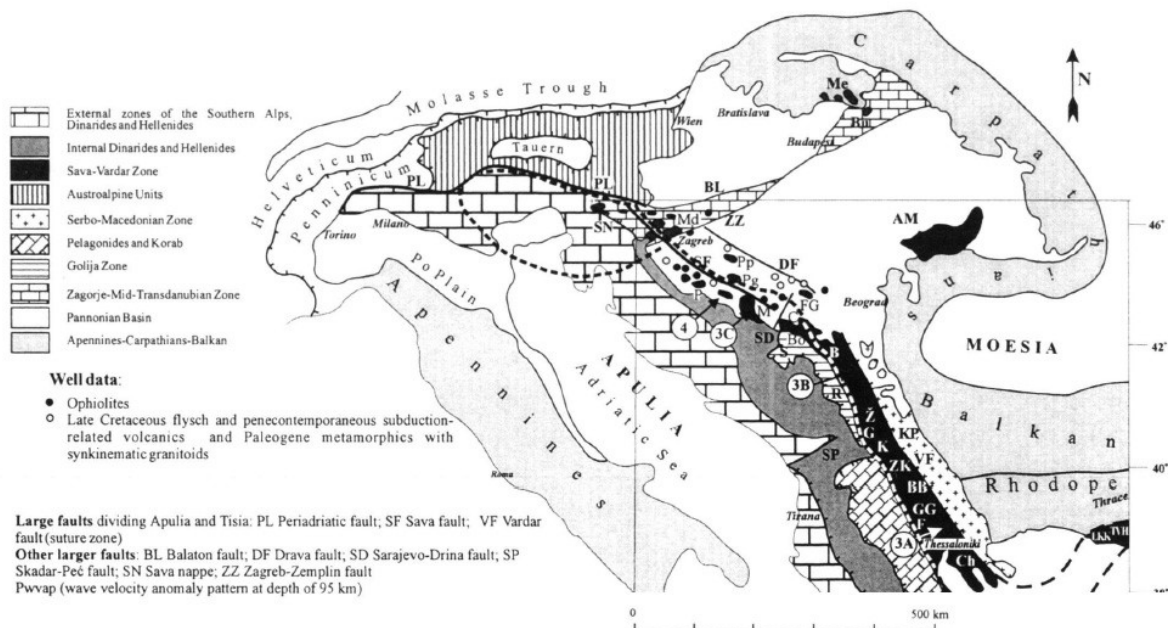 External zones of the Southern Alps,
Dinarides and Hellenides
Internal Dinarides and Hellenides
Sava-Vardar Zone
Austroalpine Units
Serbo-Macedonian Zone
Pelagonides and Korab
Golija Zone
Zagorje-Mid-Transdanubian Zone
Pannonian Basin
Apennines-Carpathians-Balkan
Well data:
Ophiolites
Late Cretaceous flysch and penecontemporaneous subduction-
related volcanics and Paleogene metamorphics with
synkinematic granitoids
Large faults dividing Apulia and Tisia: PL Periadriatic fault; SF Sava fault; VF Vardar
fault (suture zone)
Other larger faults: BL Balaton fault; DF Drava fault; SD Sarajevo-Drina fault; SP
Skadar-Peć fault; SN Sava nappe; ZZ Zagreb-Zemplin fault
Pwvap (wave velocity anomaly pattern at depth of 95 km)
Molasse Trough
Helveticum
Penninicum
Tauern
Wien
Bratislava
Budapest
Carpathians
Me
Bü
N
PL
PL
BL
ZZ
SN
Md
Zagreb
Torino
Milano
Po Plain
Apennines
APULIA
Adriatic Sea
Roma
AM
46°
SF
Pp
Pg
DF
FG
P
M
C
Beograd
MOESIA
42°
4
3C
SD
Bo
B
3B
R
Balkan
Ž
G
K
KP
VF
ZK
SP
40°
BB
Rhodope
Thrace
Tirana
GG
F
3A
Thessaloniki
LKK
TVH
Ch
0
500 km